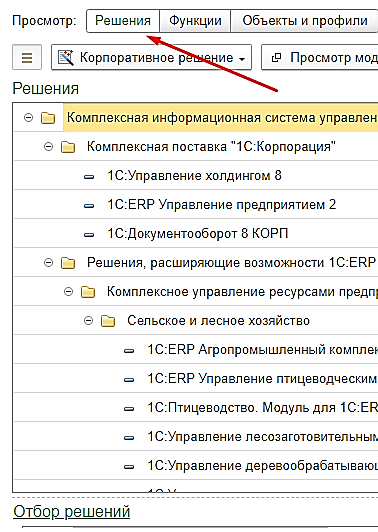 Просмотр: Решения Функции Объекты и профили
Корпоративное решение Просмотр мод
Решения
Комплексная информационная система управлен
Комплексная поставка "1С:Корпорация"
1С:Управление холдингом 8
1С:ERP Управление предприятием 2
1С:Документооборот 8 КОРП
Решения, расширяющие возможности 1С:ERP
Комплексное управление ресурсами предпр
Сельское и лесное хозяйство
1С:ERP Агропромышленный комплек
1С:ERP Управление птицеводческим
1С:Птицеводство. Модуль для 1С:ER
1С:Управление лесозаготовительным
1С:Управление деревообрабатываю
Отбор решений